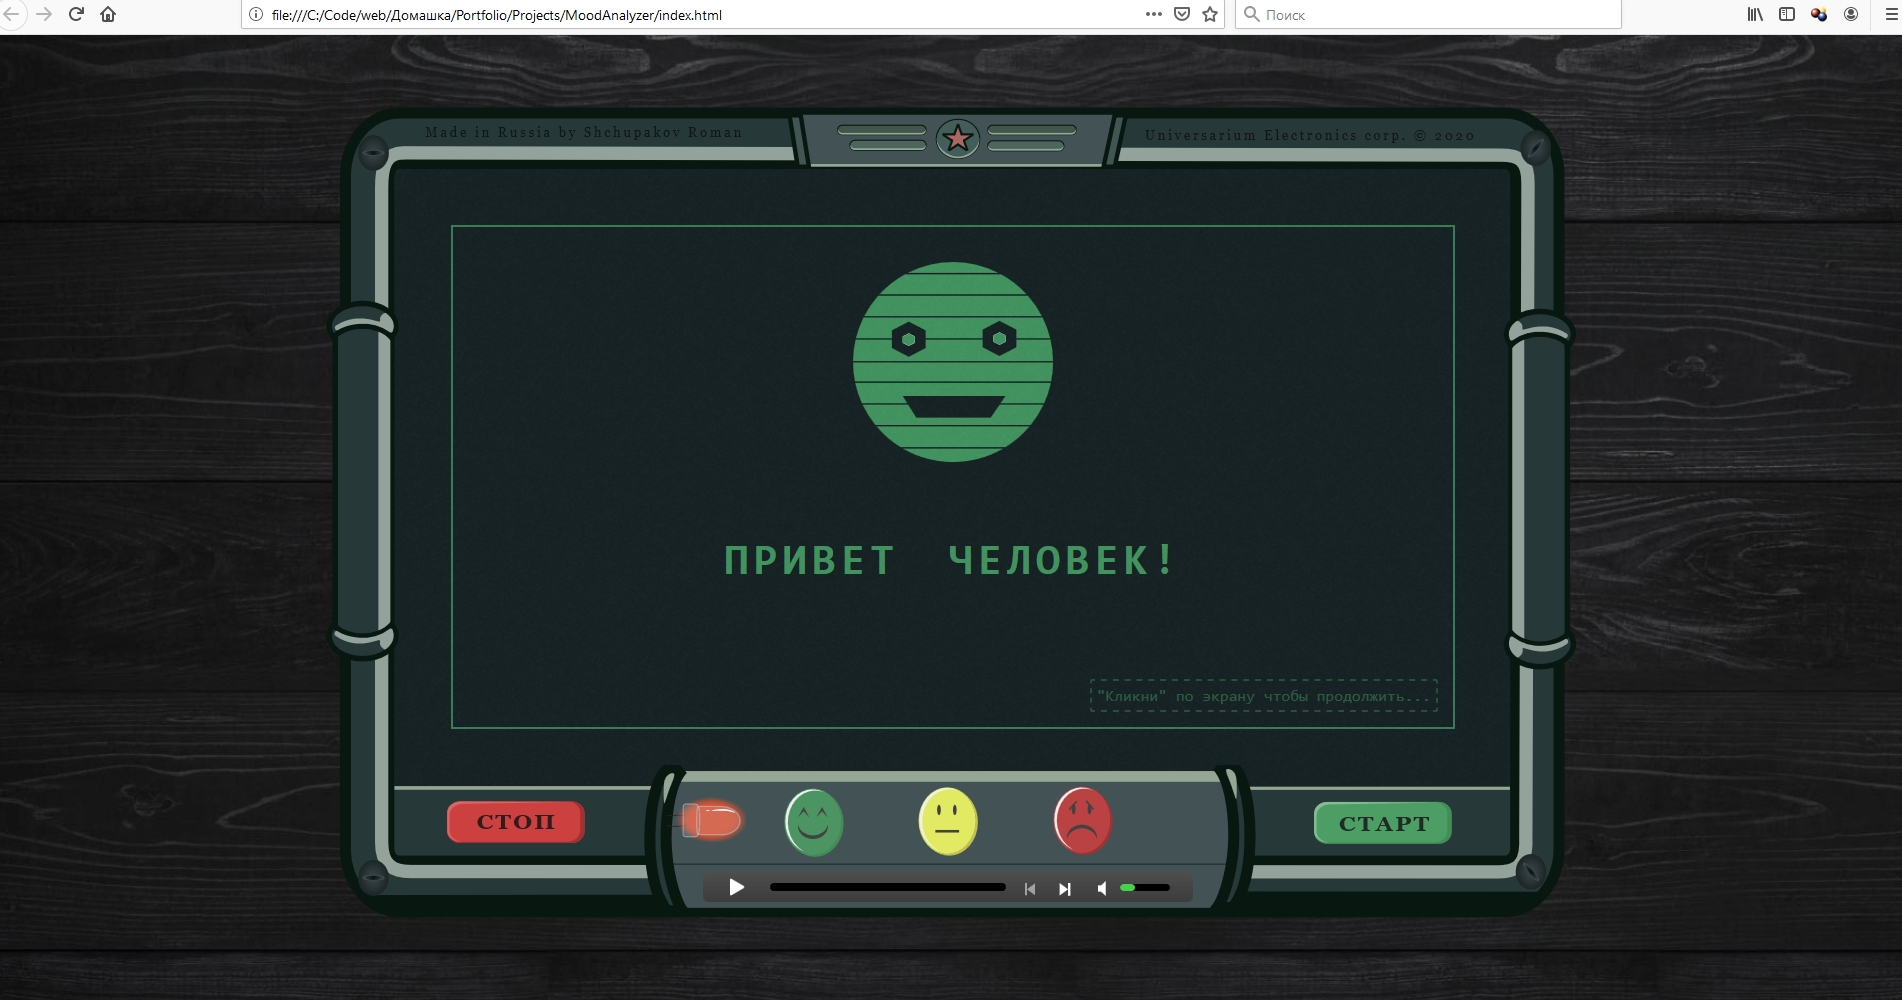 file:///C:/Code/web/Домашка/Portfolio/Projects/MoodAnalyzer/index.html
Поиск
Made in Russia by Shchupakov Roman
Universarium Electronics corp. © 2020
ПРИВЕТ ЧЕЛОВЕК!
"Кликни" по экрану чтобы продолжить...
СТОП
СТАРТ